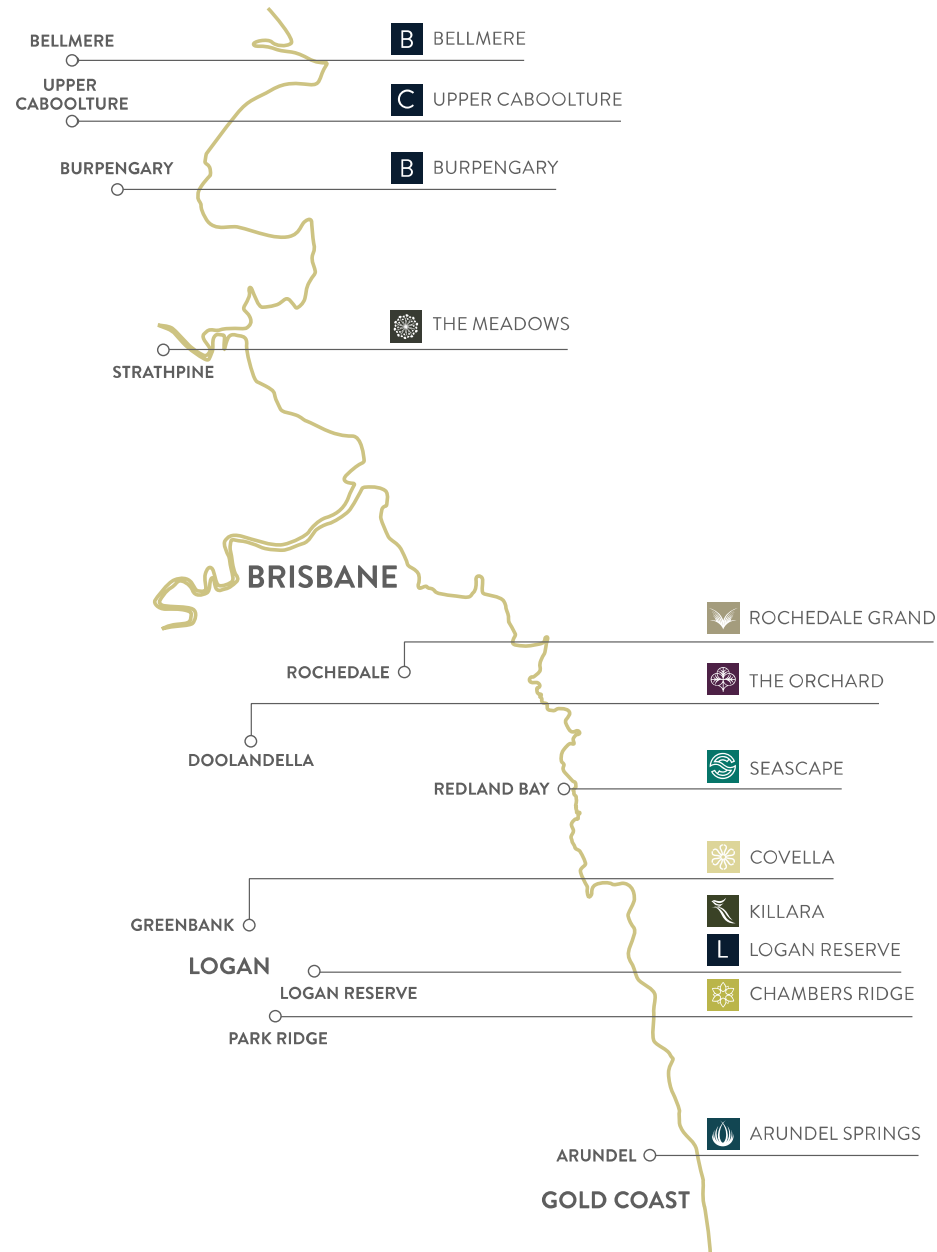 BELLMERE
B BELLMERE
UPPER
CABOOLTURE
C UPPER CABOOLTURE
BURPENGARY
B BURPENGARY
THE MEADOWS
STRATHPINE
BRISBANE
ROCHEDALE GRAND
ROCHEDALE
THE ORCHARD
DOOLANDELLA
SEASCAPE
REDLAND BAY
COVELLA
GREENBANK
KILLARA
L LOGAN RESERVE
LOGAN
LOGAN RESERVE
CHAMBERS RIDGE
PARK RIDGE
ARUNDEL SPRINGS
ARUNDEL
GOLD COAST